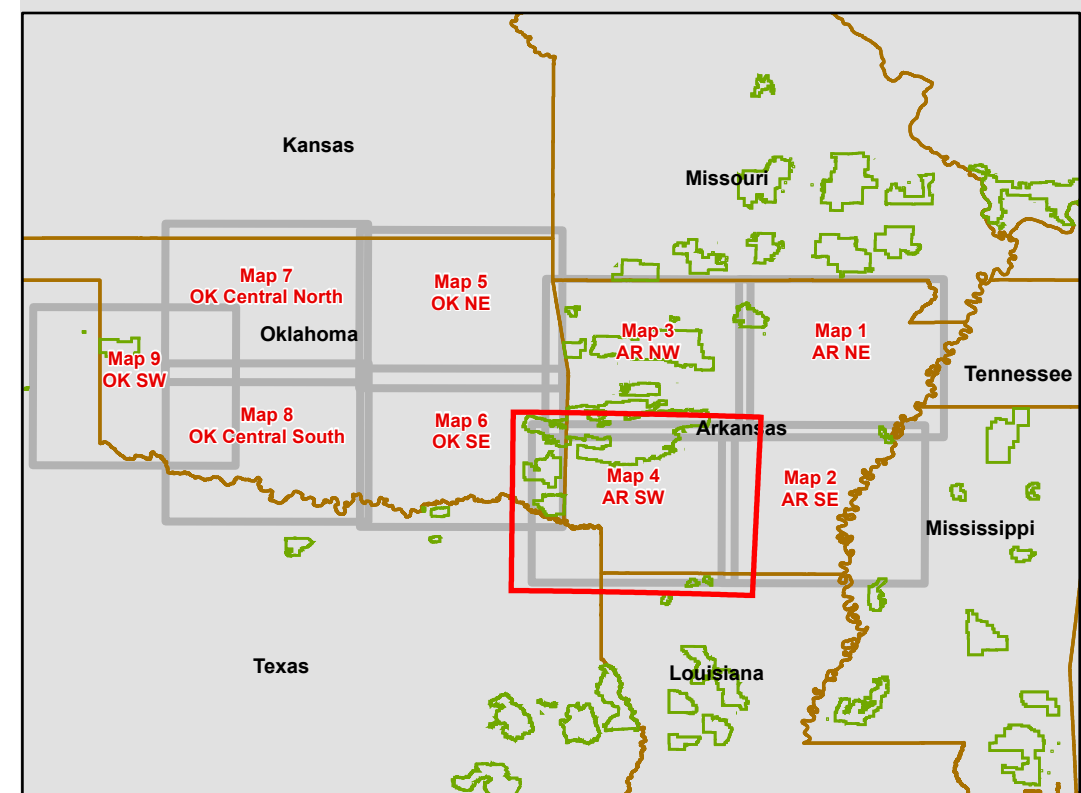 Kansas
Missouri
Map 7
OK Central North
Map 5
OK NE
Oklahoma
Map 3
AR NW
Map 1
AR NE
Map 9
OK SW
Tennessee
Map 8
OK Central South
Map 6
OK SE
Arkansas
Map 4
AR SW
Map 2
AR SE
Mississippi
Texas
Louisiana